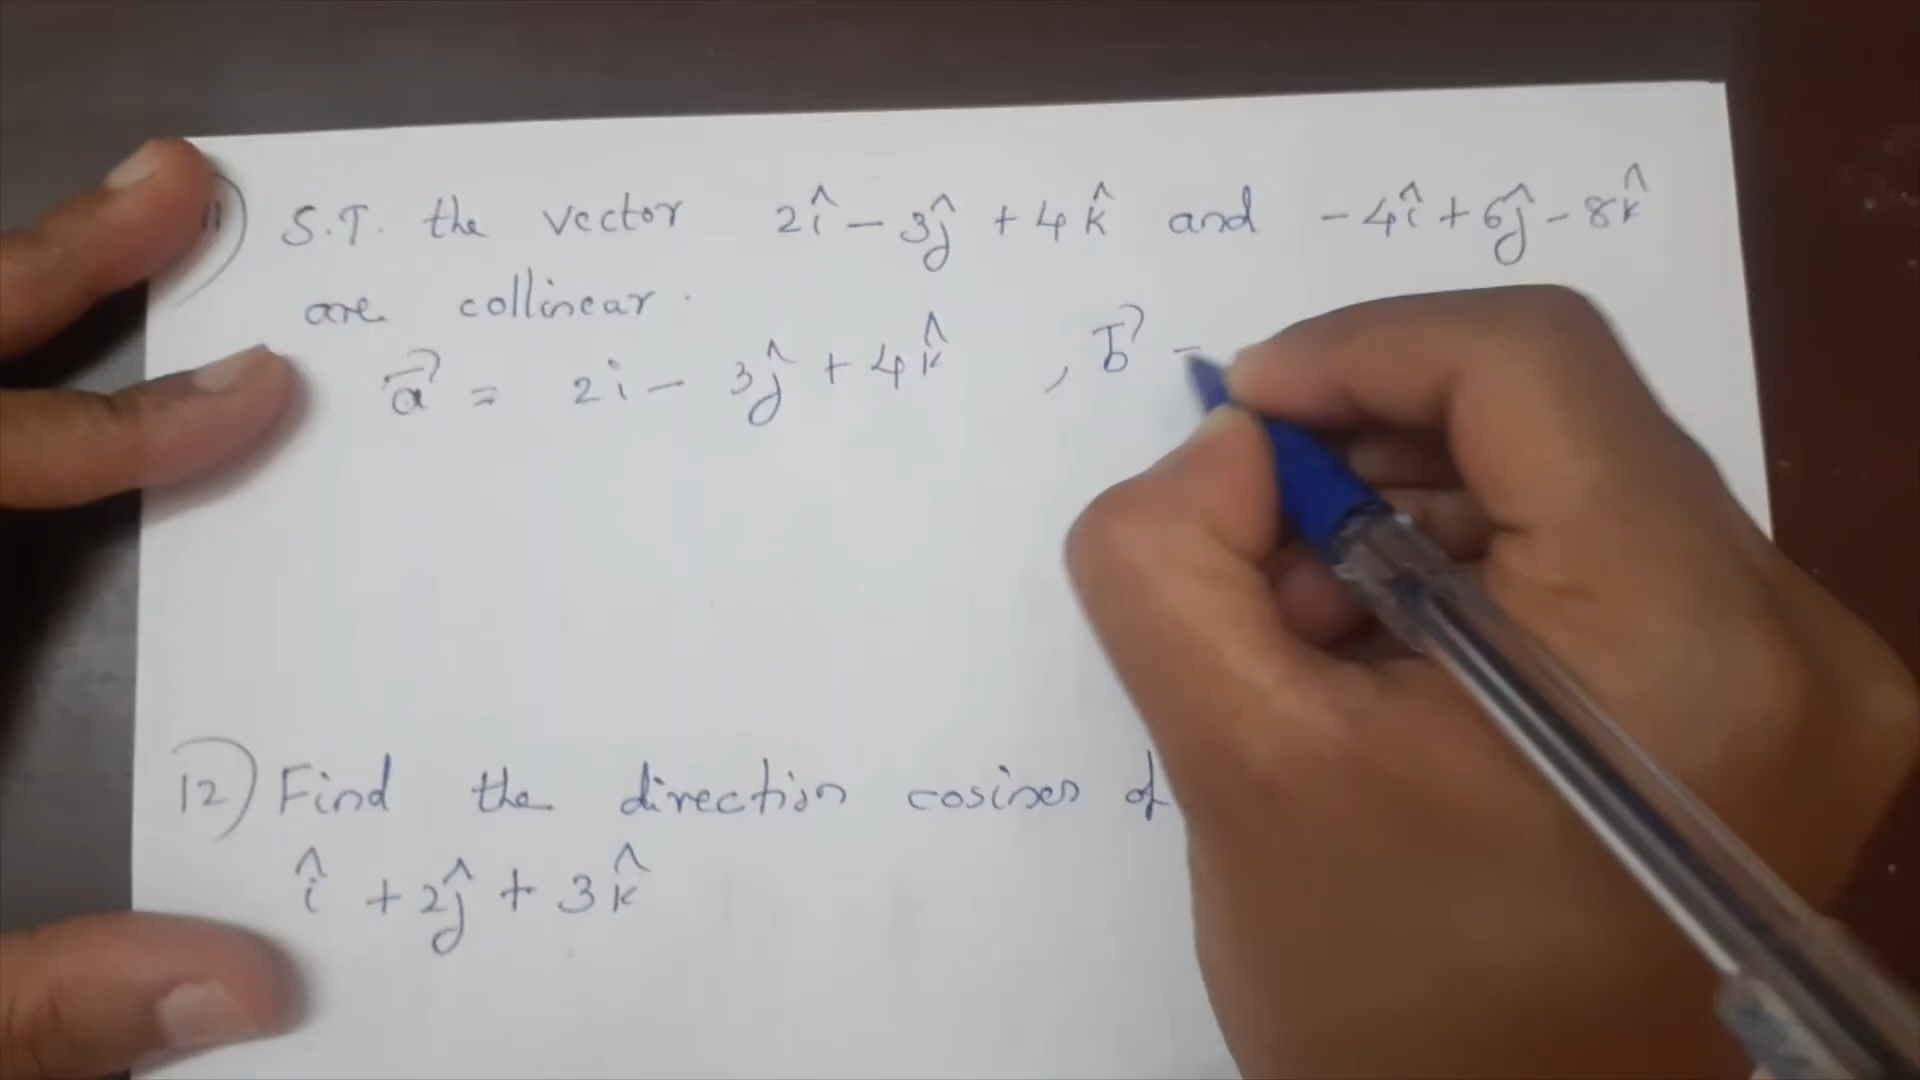 11) S.T. the vector 2î - 3ĵ + 4k̂ and -4î + 6ĵ - 8k̂
are collinear.
a⃗ = 2i - 3ĵ + 4k̂ , b⃗ -
12) Find the direction cosines of
î + 2ĵ + 3k̂